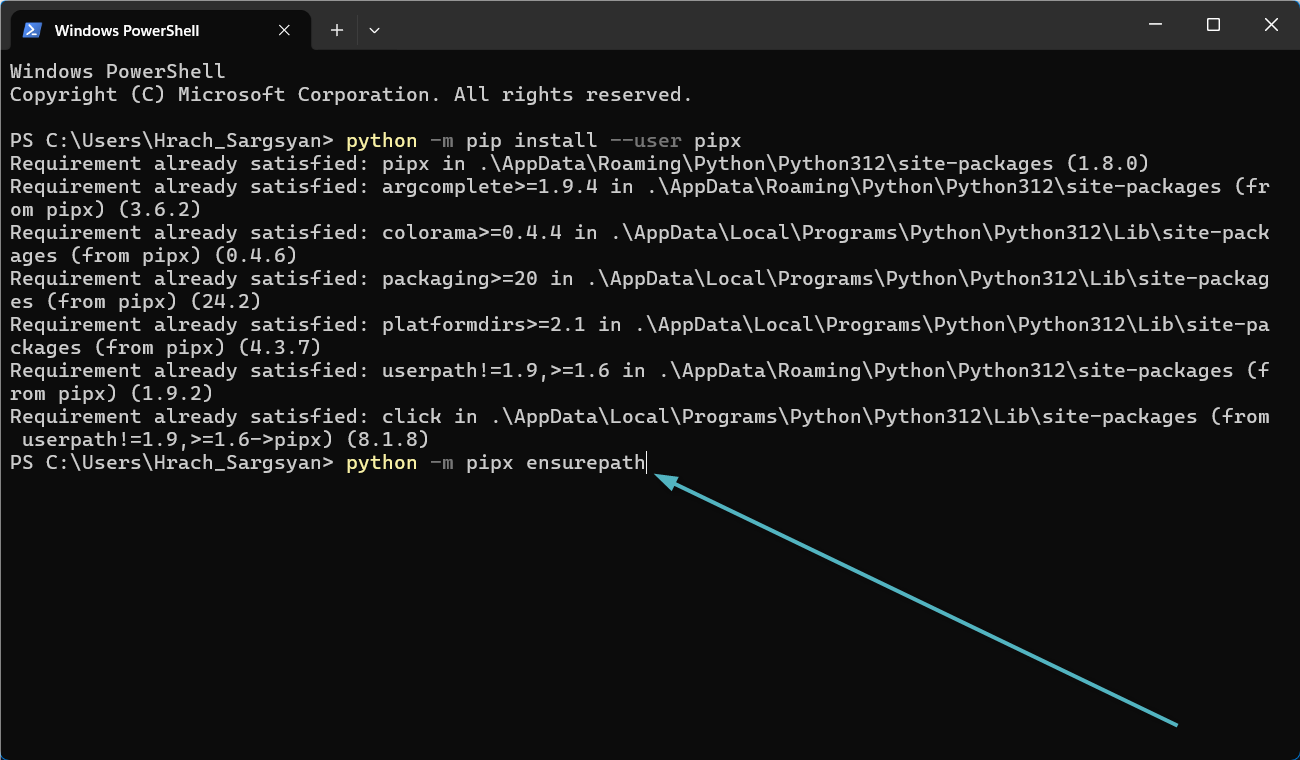 Windows PowerShell
Windows PowerShell
Copyright (C) Microsoft Corporation. All rights reserved.
PS C:\Users\Hrach_Sargsyan> python -m pip install --user pipx
Requirement already satisfied: pipx in .\AppData\Roaming\Python\Python312\site-packages (1.8.0)
Requirement already satisfied: argcomplete>=1.9.4 in .\AppData\Roaming\Python\Python312\site-packages (fr
om pipx) (3.6.2)
Requirement already satisfied: colorama>=0.4.4 in .\AppData\Local\Programs\Python\Python312\Lib\site-pack
ages (from pipx) (0.4.6)
Requirement already satisfied: packaging>=20 in .\AppData\Local\Programs\Python\Python312\Lib\site-packag
es (from pipx) (24.2)
Requirement already satisfied: platformdirs>=2.1 in .\AppData\Local\Programs\Python\Python312\Lib\site-pa
ckages (from pipx) (4.3.7)
Requirement already satisfied: userpath!=1.9,>=1.6 in .\AppData\Roaming\Python\Python312\site-packages (f
rom pipx) (1.9.2)
Requirement already satisfied: click in .\AppData\Local\Programs\Python\Python312\Lib\site-packages (from
 userpath!=1.9,>=1.6->pipx) (8.1.8)
PS C:\Users\Hrach_Sargsyan> python -m pipx ensurepath